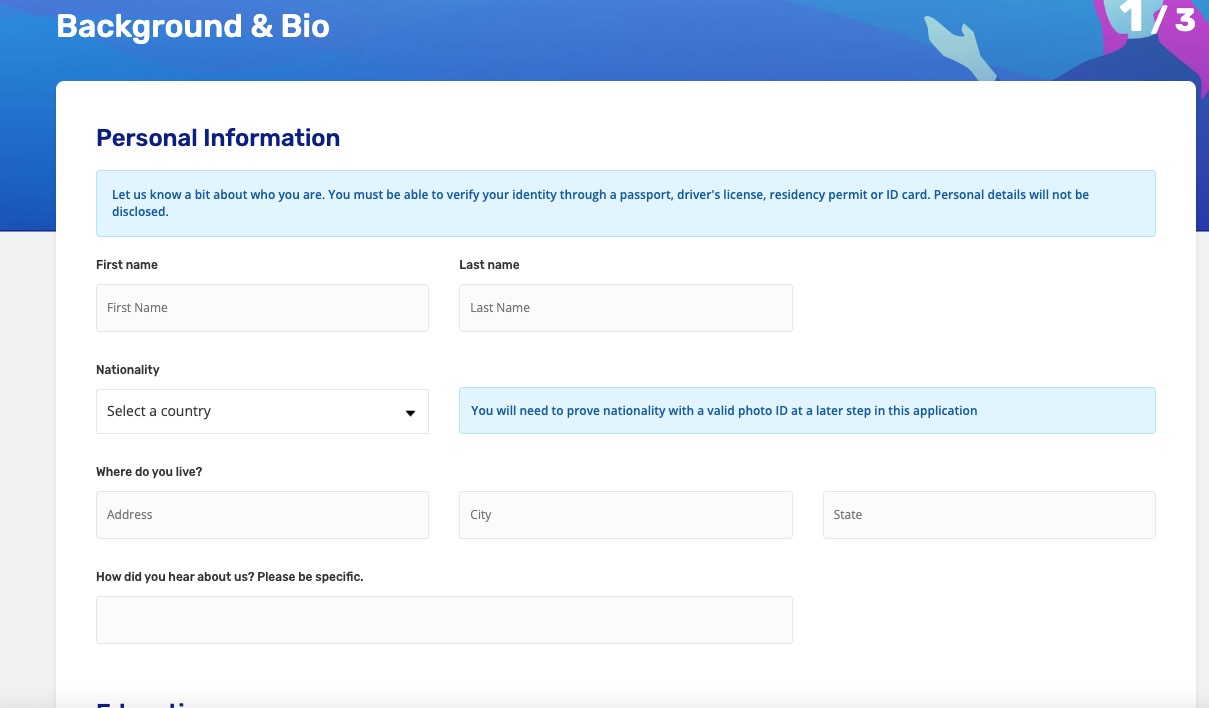 Background & Bio
1/3
Personal Information
Let us know a bit about who you are. You must be able to verify your identity through a passport, driver's license, residency permit or ID card. Personal details will not be
disclosed.
First name
Last name
First Name
Last Name
Nationality
Select a country
You will need to prove nationality with a valid photo ID at a later step in this application
Where do you live?
Address
City
State
How did you hear about us? Please be specific.